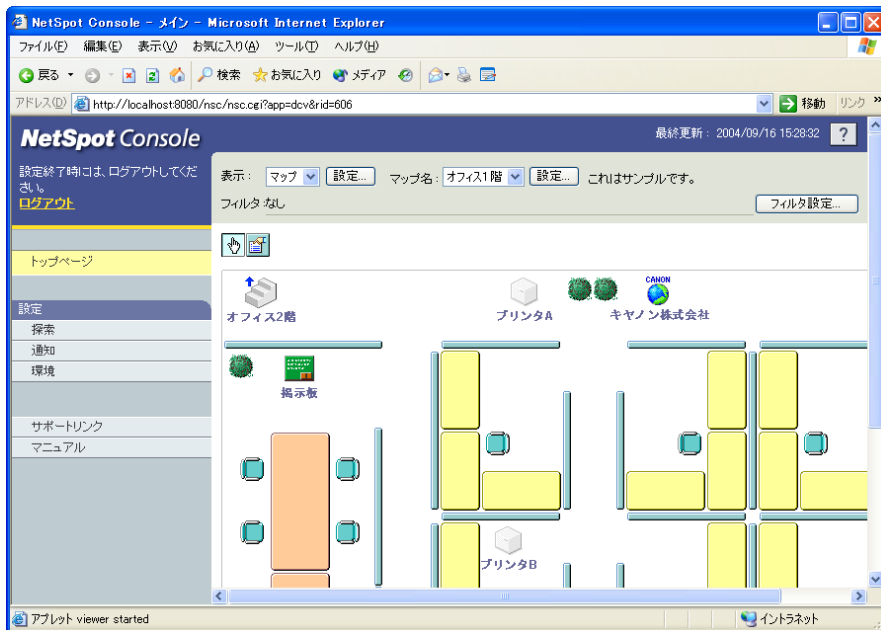 NetSpot Console - メイン - Microsoft Internet Explorer
ファイル(F) 編集(E) 表示(V) お気に入り(A) ツール(T) ヘルプ(H)
戻る 検索 お気に入り メディア
アドレス(D) http://localhost:8080/nsc/nsc.cgi?app=dcv&rid=606 移動 リンク »
NetSpot Console
最終更新 : 2004/09/16 15:28:32 ?
設定終了時には、ログアウトしてくだ
さい。
ログアウト
表示 : マップ 設定... マップ名 : オフィス1階 設定... これはサンプルです。
フィルタ :なし
フィルタ設定...
トップページ
設定
探索
通知
環境
サポートリンク
マニュアル
オフィス2階
プリンタA
CANON
キヤノン株式会社
掲示板
プリンタB
アプレット viewer started
イントラネット